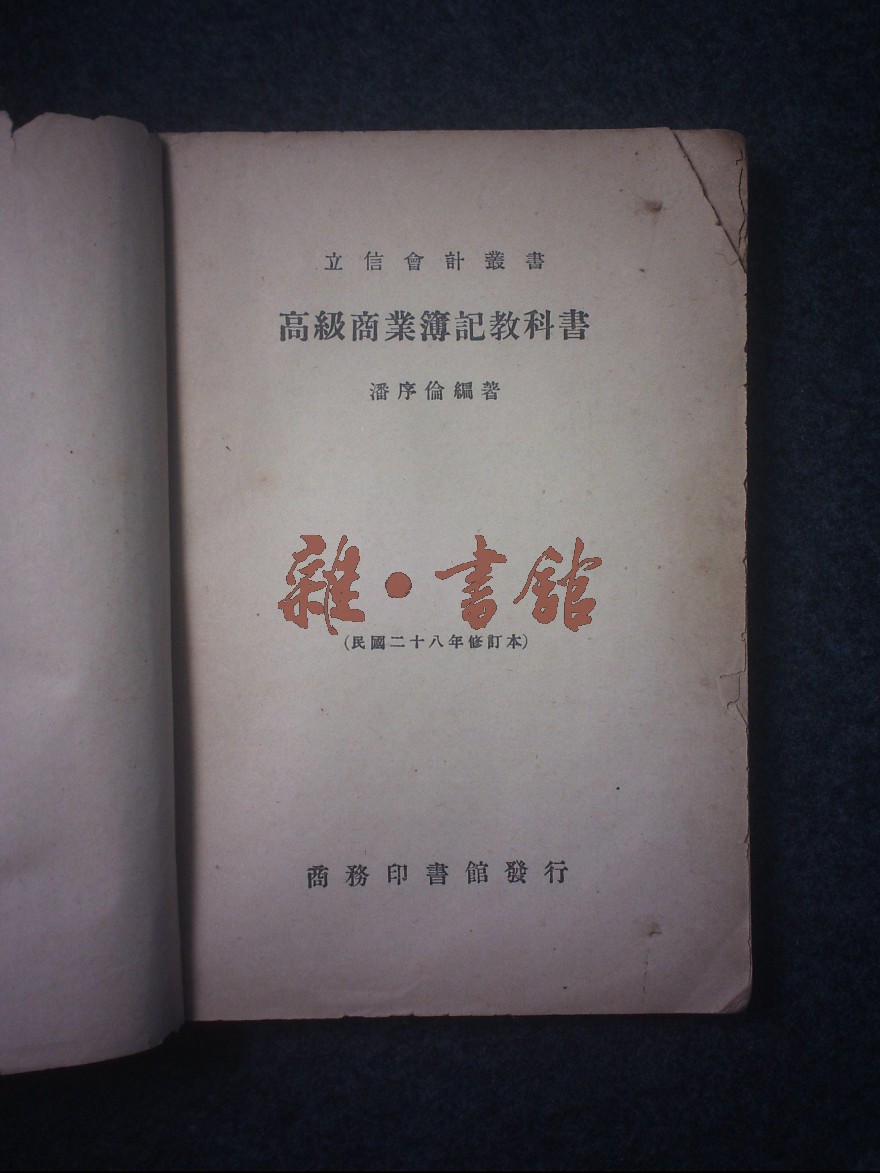 立信會計叢書
高級商業簿記教科書
潘序倫編著
雜·書館
(民國二十八年修訂本)
商務印書館發行